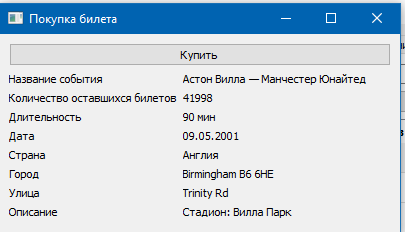 Покупка билета
Купить
Название события Астон Вилла — Манчестер Юнайтед
Количество оставшихся билетов 41998
Длительность 90 мин
Дата 09.05.2001
Страна Англия
Город Birmingham B6 6HE
Улица Trinity Rd
Описание Стадион: Вилла Парк